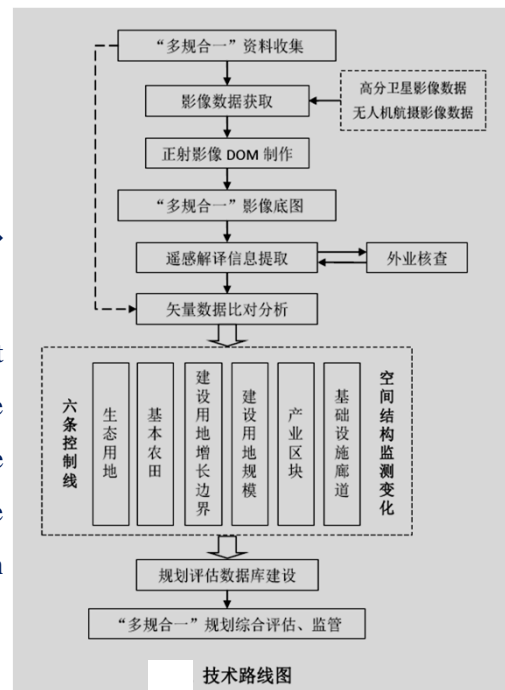 “多规合一”资料收集
高分卫星影像数据
影像数据获取
无人机航摄影像数据
正射影像 DOM 制作
“多规合一”影像底图
遥感解译信息提取
外业核查
矢量数据比对分析
六条控制线
生态用地
基本农田
建设用地增长边界
建设用地规模
产业区块
基础设施廊道
空间结构监测变化
规划评估数据库建设
“多规合一”规划综合评估、监管
技术路线图